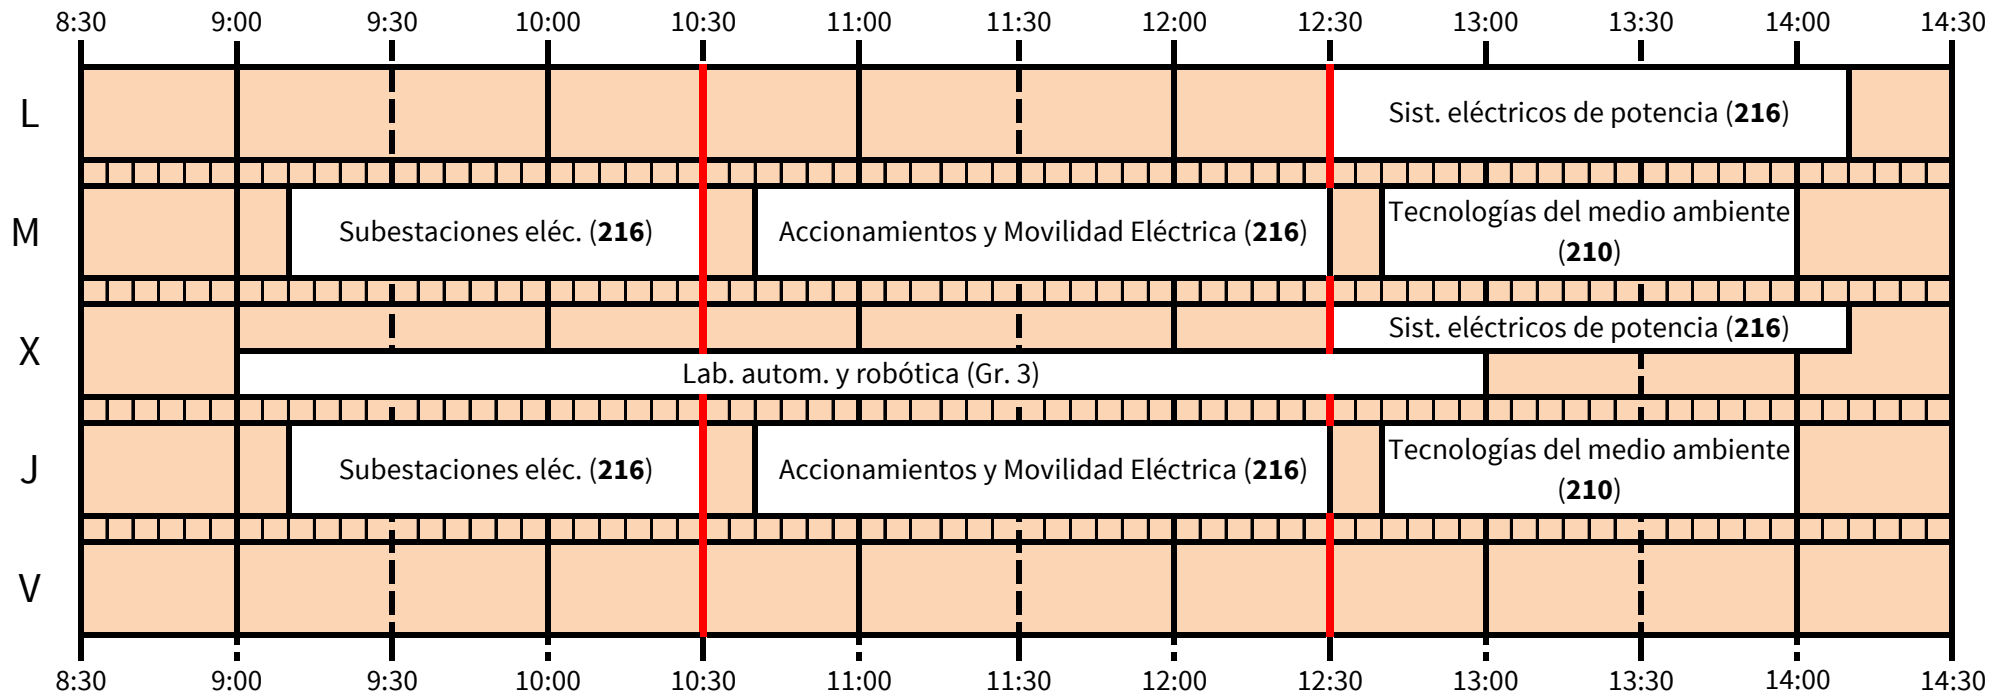 8:30 9:00 9:30 10:00 10:30 11:00 11:30 12:00 12:30 13:00 13:30 14:00 14:30
L
Sist. eléctricos de potencia (216)
M
Subestaciones eléc. (216)
Accionamientos y Movilidad Eléctrica (216)
Tecnologías del medio ambiente
(210)
X
Sist. eléctricos de potencia (216)
Lab. autom. y robótica (Gr. 3)
J
Subestaciones eléc. (216)
Accionamientos y Movilidad Eléctrica (216)
Tecnologías del medio ambiente
(210)
V
8:30 9:00 9:30 10:00 10:30 11:00 11:30 12:00 12:30 13:00 13:30 14:00 14:30